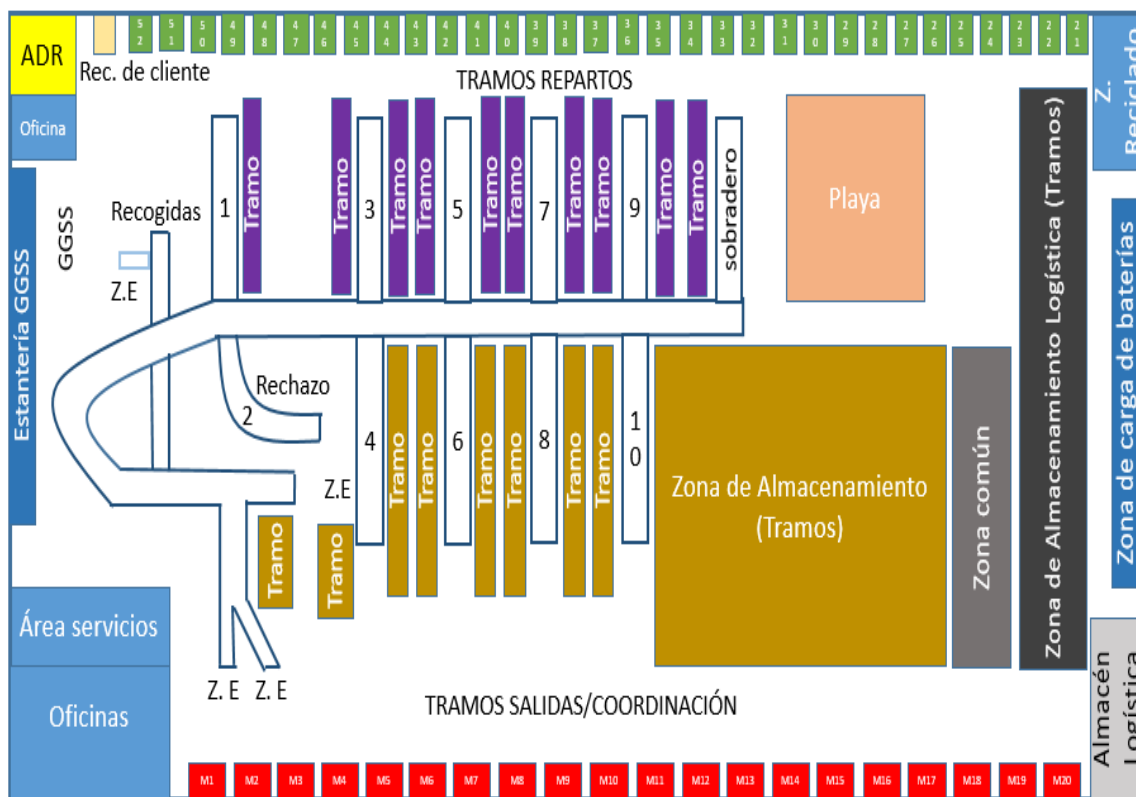 ADR
Rec. de cliente
52
51
50
49
48
47
46
45
44
43
42
41
40
39
38
37
36
35
34
33
32
31
30
29
28
27
26
25
24
23
22
21
Z.
Reciclado
TRAMOS REPARTOS
Oficina
Estantería GGSS
GGSS
Recogidas
Z.E
1
Tramo
Tramo
3
Tramo
Tramo
5
Tramo
Tramo
7
Tramo
Tramo
9
Tramo
Tramo
sobradero
Playa
Zona de Almacenamiento Logística (Tramos)
Zona de carga de baterías
Rechazo
2
Z.E
4
Tramo
Tramo
6
Tramo
Tramo
8
Tramo
Tramo
10
Zona de Almacenamiento
(Tramos)
Zona común
Tramo
Tramo
Área servicios
Oficinas
Z. E
Z. E
TRAMOS SALIDAS/COORDINACIÓN
Almacén
Logística
M1
M2
M3
M4
M5
M6
M7
M8
M9
M10
M11
M12
M13
M14
M15
M16
M17
M18
M19
M20